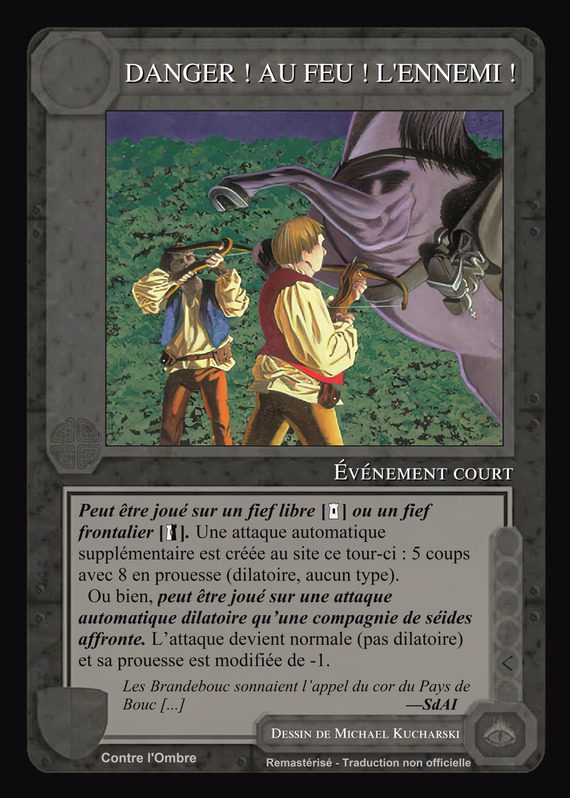 DANGER ! AU FEU ! L'ENNEMI !
ÉVÉNEMENT COURT
Peut être joué sur un fief libre [ ] ou un fief
frontalier [ ]. Une attaque automatique
supplémentaire est créée au site ce tour-ci : 5 coups
avec 8 en prouesse (dilatoire, aucun type).
Ou bien, peut être joué sur une attaque
automatique dilatoire qu’une compagnie de séides
affronte. L’attaque devient normale (pas dilatoire)
et sa prouesse est modifiée de -1.
Les Brandebouc sonnaient l’appel du cor du Pays de
Bouc [...] —SdAI
DESSIN DE MICHAEL KUCHARSKI
Contre l'Ombre
Remastérisé - Traduction non officielle